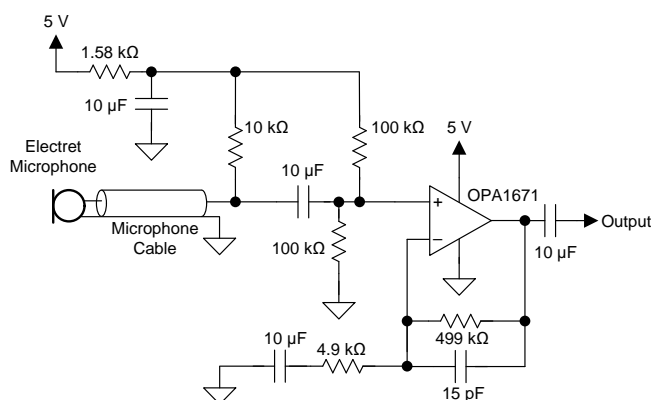 5 V
1.58 kΩ
10 µF
10 kΩ
100 kΩ
5 V
Electret
Microphone
10 µF
OPA1671
+
−
Microphone
Cable
100 kΩ
10 µF
Output
10 µF
4.9 kΩ
499 kΩ
15 pF